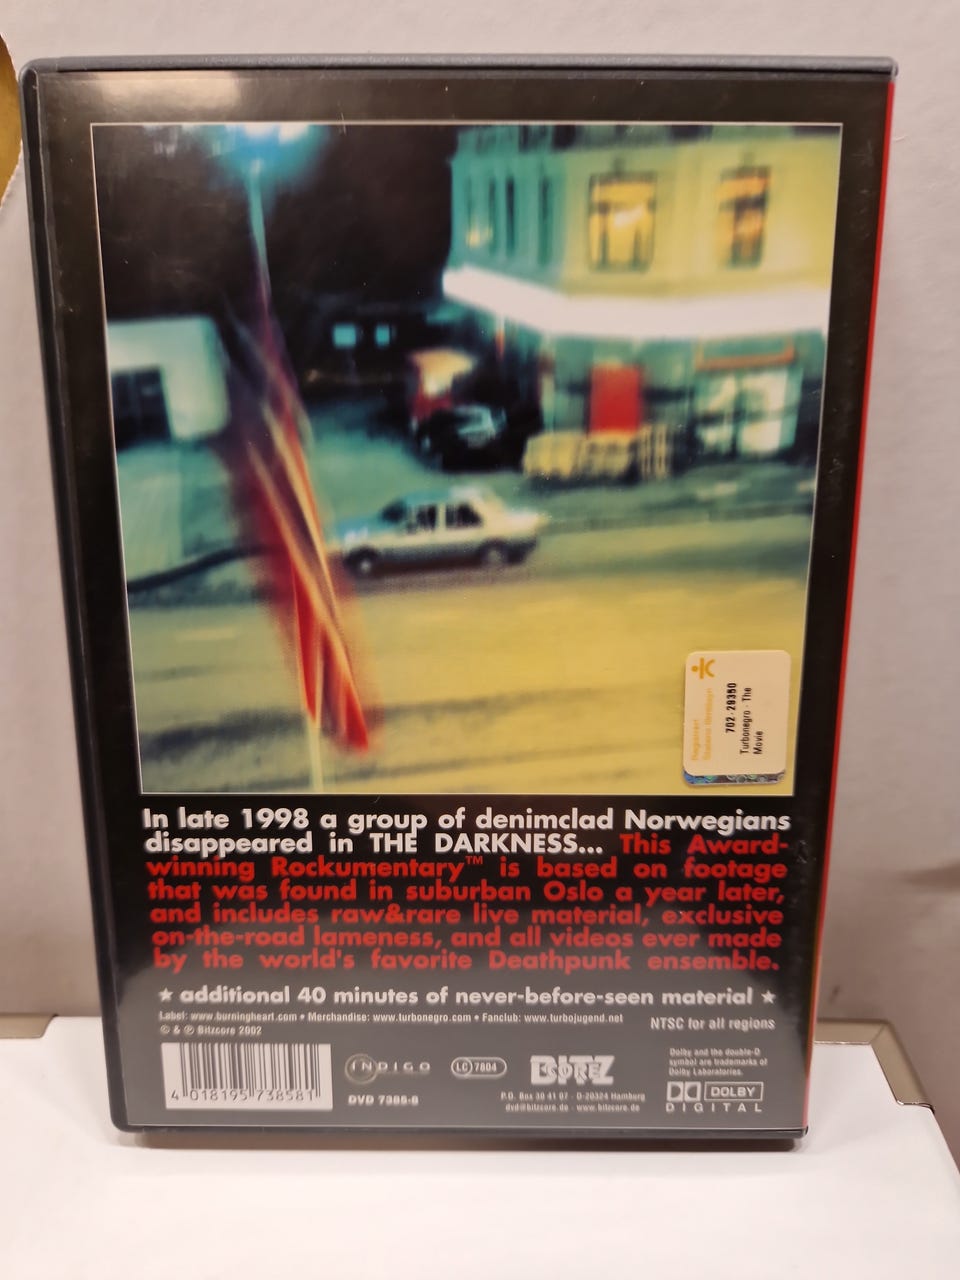 Registrert
702-29350
Turbonegro - The
Movie
In late 1998 a group of denimclad Norwegians
disappeared in THE DARKNESS... This Award-
winning Rockumentary™ is based on footage
that was found in suburban Oslo a year later,
and includes raw&rare live material, exclusive
on-the-road lameness, and all videos ever made
by the world's favorite Deathpunk ensemble.
★ additional 40 minutes of never-before-seen material ★
Label: www.burningheart.com • Merchandise: www.turbonegro.com • Fanclub: www.turbojugend.net
© & ℗ Bitzcore 2002
NTSC for all regions
4 018195 738581
INDIGO
DVD 7385-8
LC 7804
BITZCORE
P.O. Box 30 41 07 · D-20324 Hamburg
dvd@bitzcore.de · www.bitzcore.de
Dolby and the double-D
symbol are trademarks of
Dolby Laboratories.
DOLBY
DIGITAL